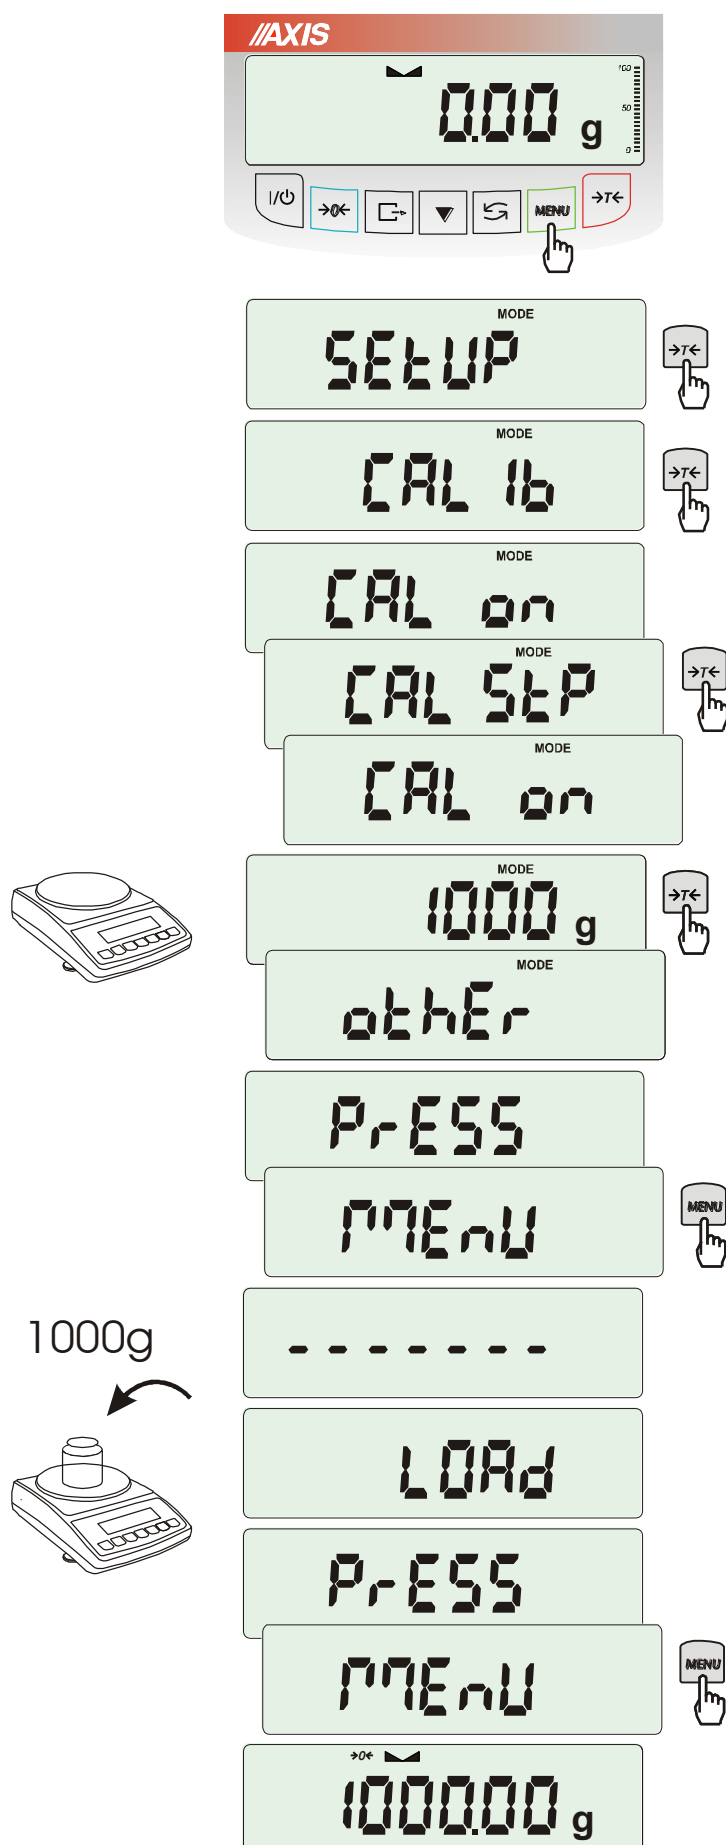 AXIS
100
0.00 g
50
0
I/⏻ →0← MENU →T←
MODE
SEtUP
→T←
MODE
CAL Ib
→T←
MODE
CAL on
MODE
CAL StP
→T←
MODE
CAL on
MODE
1000 g
→T←
MODE
othEr
PrESS
MEnU
MENU
1000g
-------
LOAd
PrESS
MEnU
MENU
→0←
1000.00 g